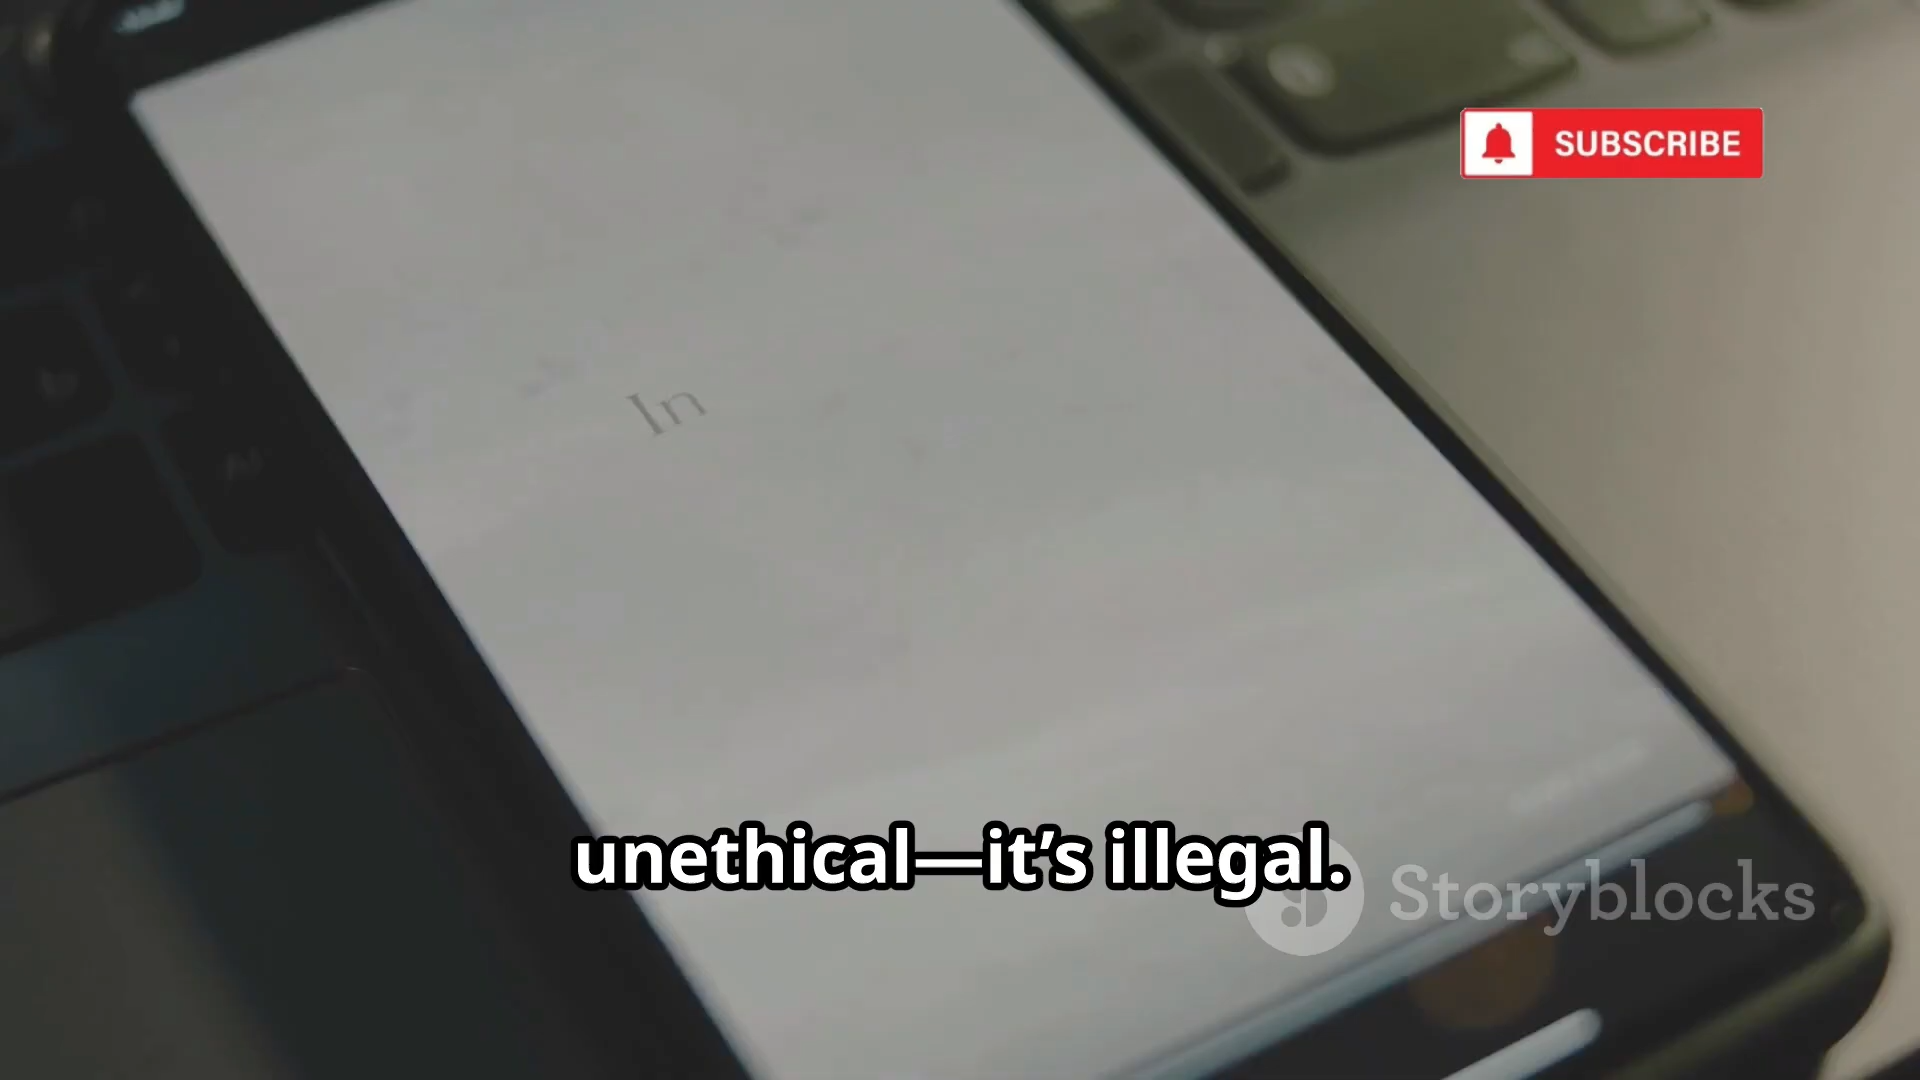 SUBSCRIBE
In
unethical—it’s illegal.
Storyblocks